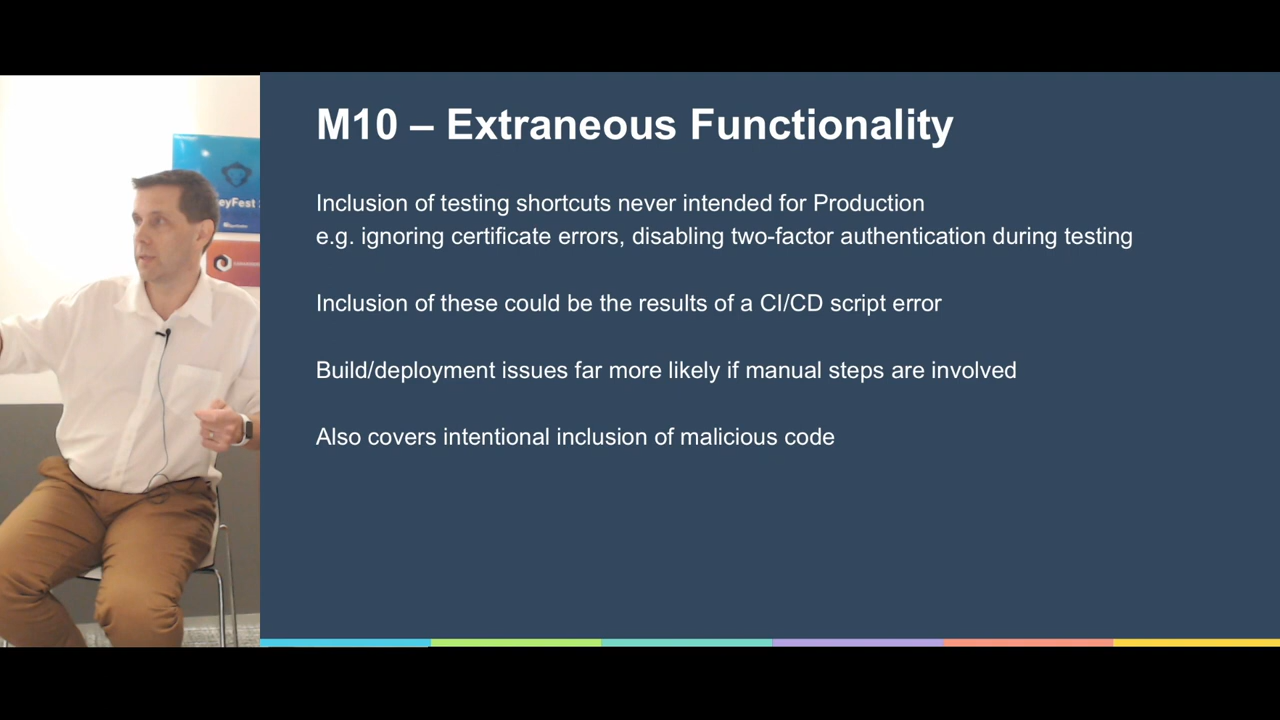 M10 – Extraneous Functionality
Inclusion of testing shortcuts never intended for Production
e.g. ignoring certificate errors, disabling two-factor authentication during testing
Inclusion of these could be the results of a CI/CD script error
Build/deployment issues far more likely if manual steps are involved
Also covers intentional inclusion of malicious code